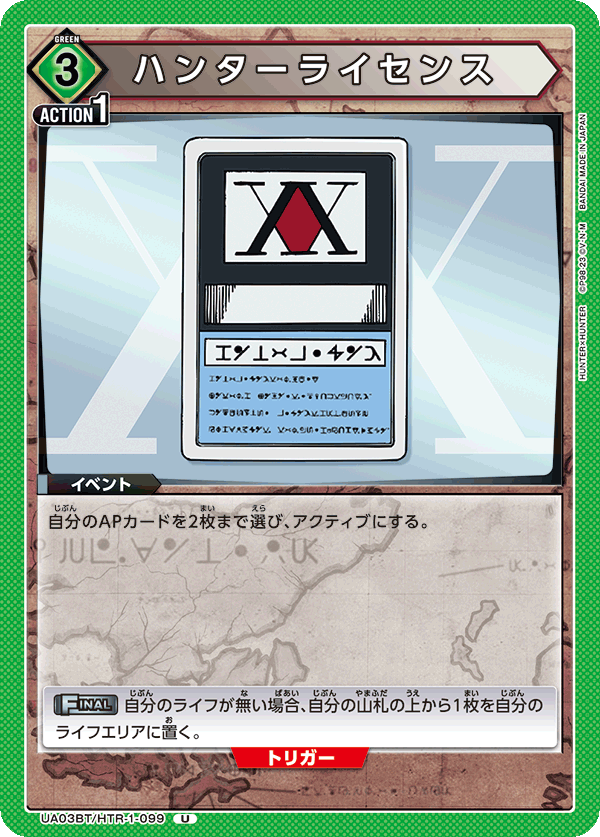 GREEN
3
ハンターライセンス
ACTION 1
イベント
自分のAPカードを2枚まで選び、アクティブにする。
FINAL 自分のライフが無い場合、自分の山札の上から1枚を自分の
ライフエリアに置く。
トリガー
UA03BT/HTR-1-099 U
HUNTER×HUNTER ©P98-23 ©V・N・M BANDAI MADE IN JAPAN